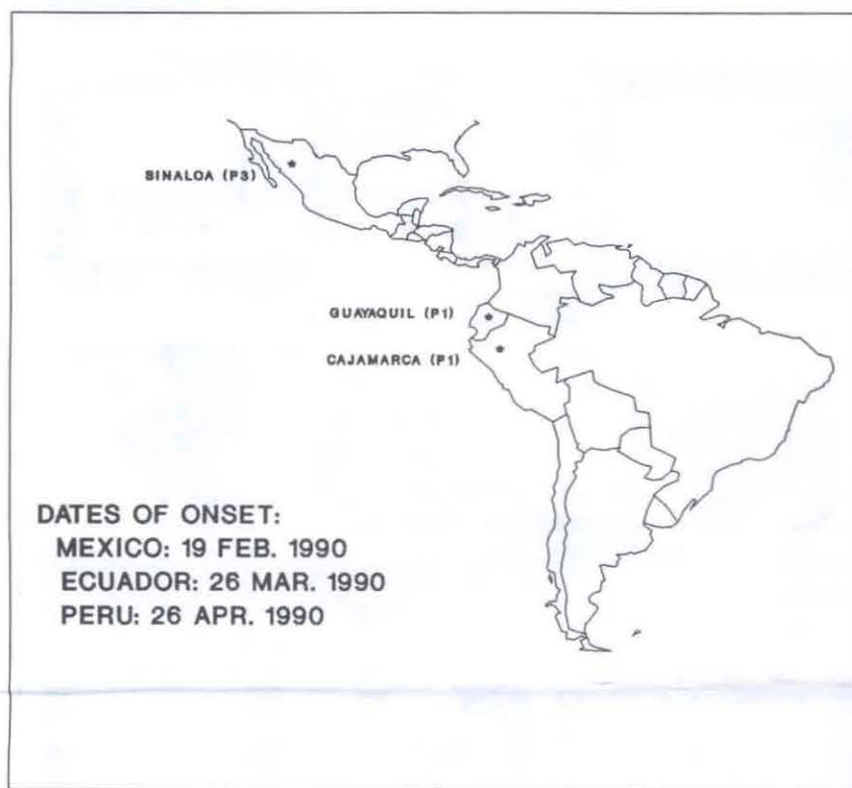 SINALOA (P3)
GUAYAQUIL (P1)
CAJAMARCA (P1)
DATES OF ONSET:
MEXICO: 19 FEB. 1990
ECUADOR: 26 MAR. 1990
PERU: 26 APR. 1990